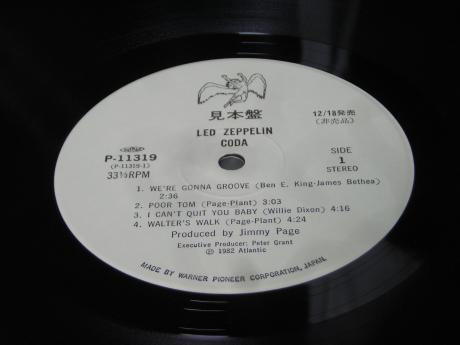 見本盤
12/18発売
(非売品)
LED ZEPPELIN
CODA
P-11319
(P-11319-1)
33⅓RPM
SIDE
1
STEREO
1. WE'RE GONNA GROOVE (Ben E. King-James Bethea)
2:36
2. POOR TOM (Page-Plant) 3:03
3. I CAN'T QUIT YOU BABY (Willie Dixon) 4:16
4. WALTER'S WALK (Page-Plant) 4:24
Produced by Jimmy Page
Executive Producer: Peter Grant
℗ 1982 Atlantic
MADE BY WARNER PIONEER CORPORATION, JAPAN.